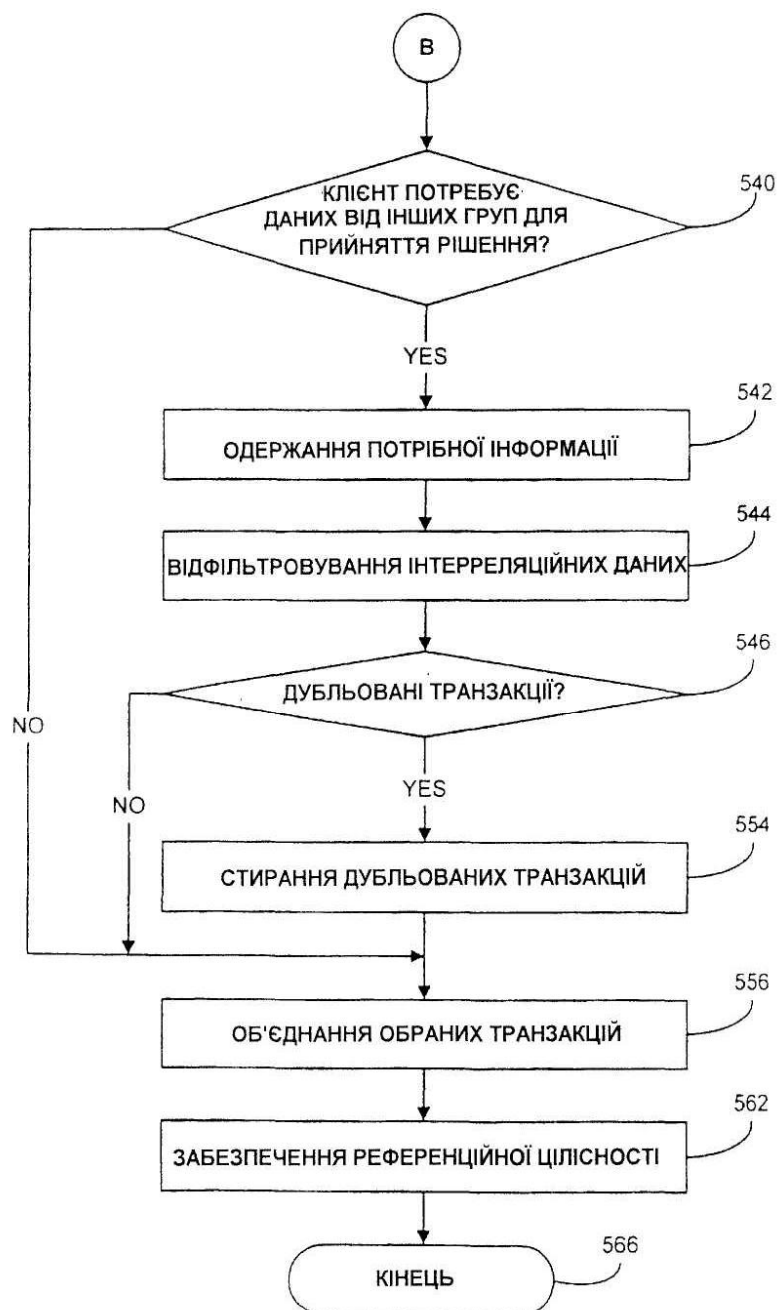 B
КЛІЄНТ ПОТРЕБУЄ
ДАНИХ ВІД ІНШИХ ГРУП ДЛЯ
ПРИЙНЯТТЯ РІШЕННЯ?
540
YES
542
ОДЕРЖАННЯ ПОТРІБНОЇ ІНФОРМАЦІЇ
544
ВІДФІЛЬТРОВУВАННЯ ІНТЕРРЕЛЯЦІЙНИХ ДАНИХ
546
ДУБЛЬОВАНІ ТРАНЗАКЦІЇ?
NO
NO
YES
554
СТИРАННЯ ДУБЛЬОВАНИХ ТРАНЗАКЦІЙ
556
ОБ'ЄДНАННЯ ОБРАНИХ ТРАНЗАКЦІЙ
562
ЗАБЕЗПЕЧЕННЯ РЕФЕРЕНЦІЙНОЇ ЦІЛІСНОСТІ
566
КІНЕЦЬ